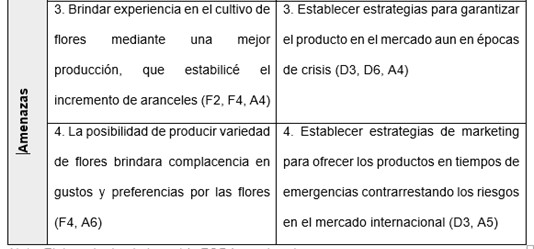 Amenazas
3. Brindar experiencia en el cultivo de
flores mediante una mejor
producción, que estabilicé el
incremento de aranceles (F2, F4, A4)
3. Establecer estrategias para garantizar
el producto en el mercado aun en épocas
de crisis (D3, D6, A4)
4. La posibilidad de producir variedad
de flores brindara complacencia en
gustos y preferencias por las flores
(F4, A6)
4. Establecer estrategias de marketing
para ofrecer los productos en tiempos de
emergencias contrarrestando los riesgos
en el mercado internacional (D3, A5)